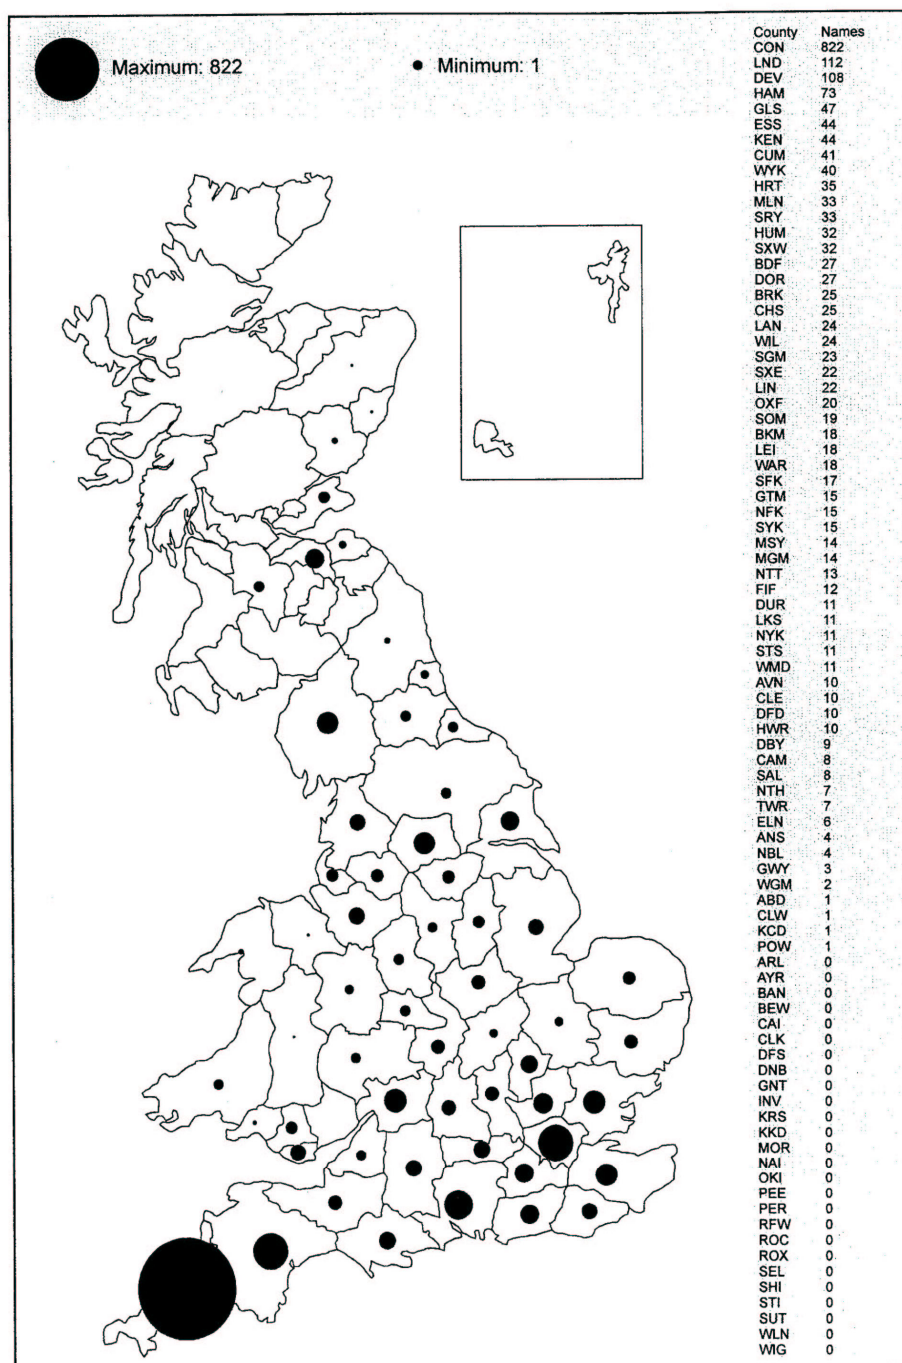 Maximum: 822
Minimum: 1
County Names
CON 822
LND 112
DEV 108
HAM 73
GLS 47
ESS 44
KEN 44
CUM 41
WYK 40
HRT 35
MLN 33
SRY 33
HUM 32
SXW 32
BDF 27
DOR 27
BRK 25
CHS 25
LAN 24
WIL 24
SGM 23
SXE 22
LIN 22
OXF 20
SOM 19
BKM 18
LEI 18
WAR 18
SFK 17
GTM 15
NFK 15
SYK 15
MSY 14
MGM 14
NTT 13
FIF 12
DUR 11
LKS 11
NYK 11
STS 11
WMD 11
AVN 10
CLE 10
DFD 10
HWR 10
DBY 9
CAM 8
SAL 8
NTH 7
TWR 7
ELN 6
ANS 4
NBL 4
GWY 3
WGM 2
ABD 1
CLW 1
KCD 1
POW 1
ARL 0
AYR 0
BAN 0
BEW 0
CAI 0
CLK 0
DFS 0
DNB 0
GNT 0
INV 0
KRS 0
KKD 0
MOR 0
NAI 0
OKI 0
PEE 0
PER 0
RFW 0
ROC 0
ROX 0
SEL 0
SHI 0
STI 0
SUT 0
WLN 0
WIG 0